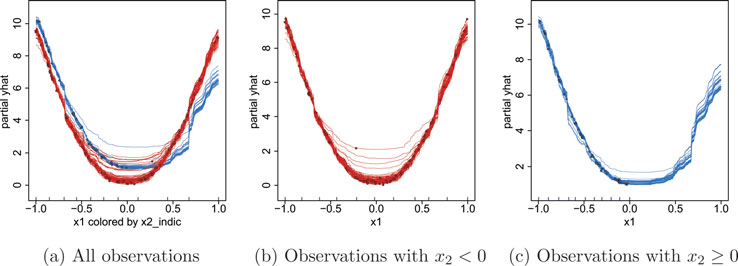 partial yhat
10
8
6
4
2
0
−1.0 −0.5 0.0 0.5 1.0
x1 colored by x2_indic
(a) All observations
partial yhat
10
8
6
4
2
0
−1.0 −0.5 0.0 0.5 1.0
x1
(b) Observations with x₂ < 0
partial yhat
10
8
6
4
2
−1.0 −0.5 0.0 0.5 1.0
x1
(c) Observations with x₂ ≥ 0